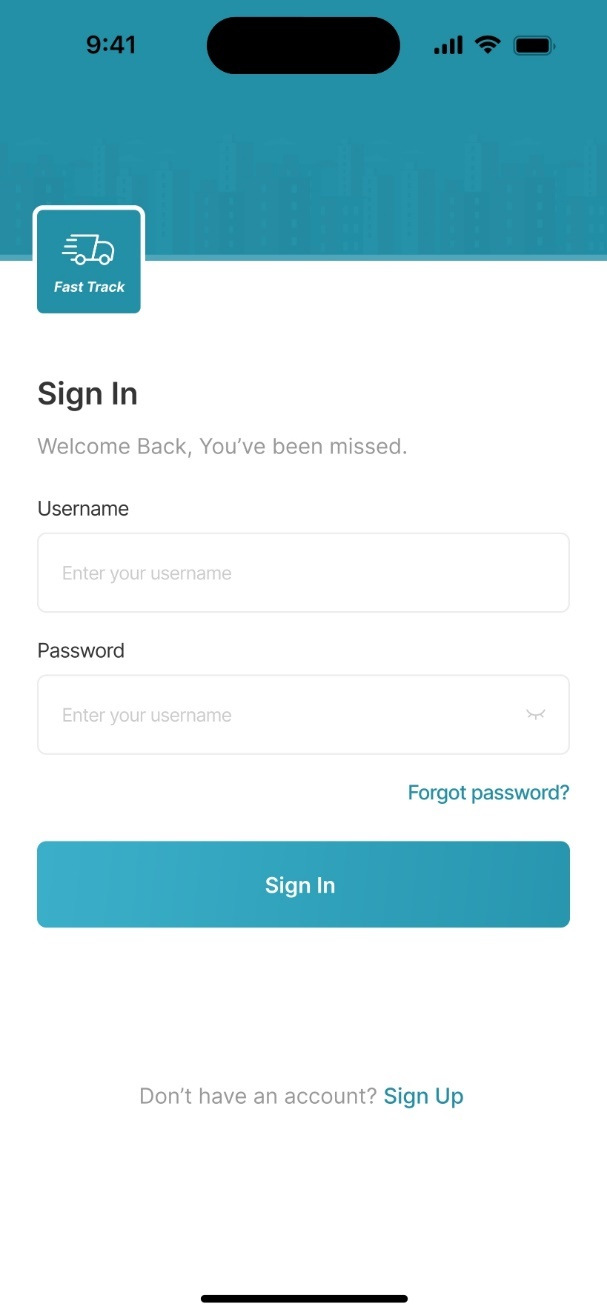 9:41
Fast Track
Sign In
Welcome Back, You’ve been missed.
Username
Enter your username
Password
Enter your username
Forgot password?
Sign In
Don’t have an account? Sign Up